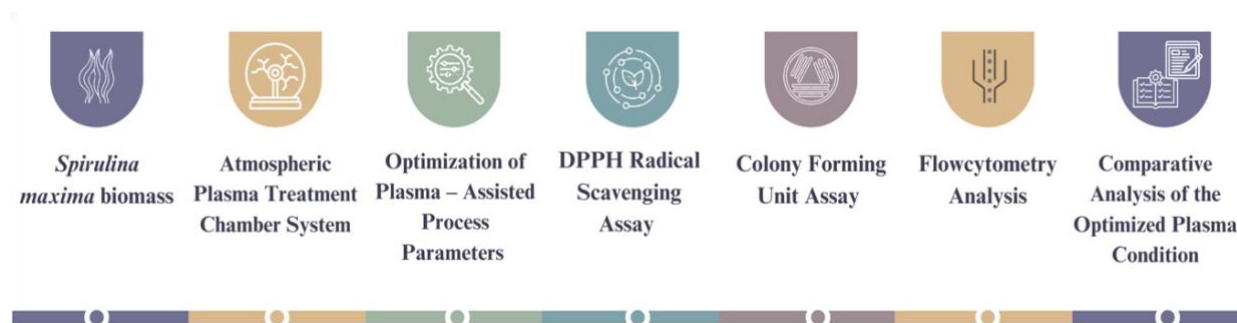 Spirulina
maxima biomass
Atmospheric
Plasma Treatment
Chamber System
Optimization of
Plasma – Assisted
Process
Parameters
DPPH Radical
Scavenging
Assay
Colony Forming
Unit Assay
Flowcytometry
Analysis
Comparative
Analysis of the
Optimized Plasma
Condition